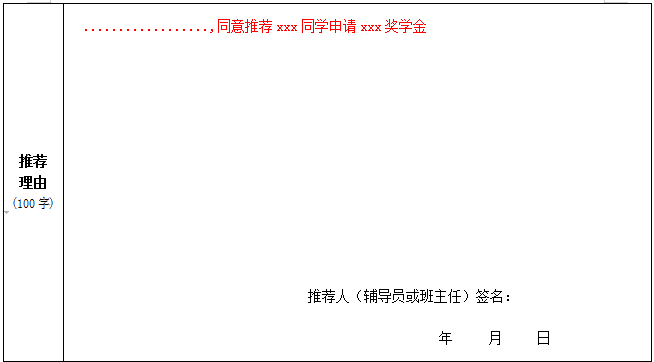 ..................,同意推荐 xxx 同学申请 xxx 奖学金
推荐
理由
(100 字)
推荐人（辅导员或班主任）签名：
年 月 日